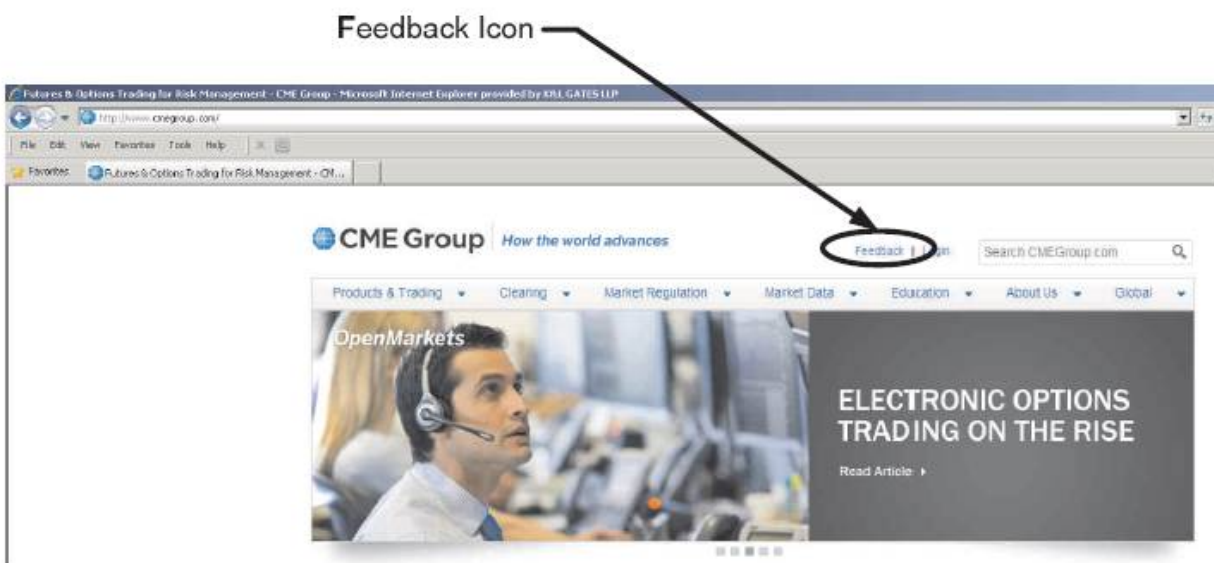 Feedback Icon
Futures & Options Trading for Risk Management - CME Group - Microsoft Internet Explorer provided by K&L GATES LLP
http://www.cmegroup.com/
File Edit View Favorites Tools Help
Favorites Futures & Options Trading for Risk Management - CM...
CME Group How the world advances
Feedback | Login Search CMEGroup.com
Products & Trading Clearing Market Regulation Market Data Education About Us Global
OpenMarkets
ELECTRONIC OPTIONS
TRADING ON THE RISE
Read Article